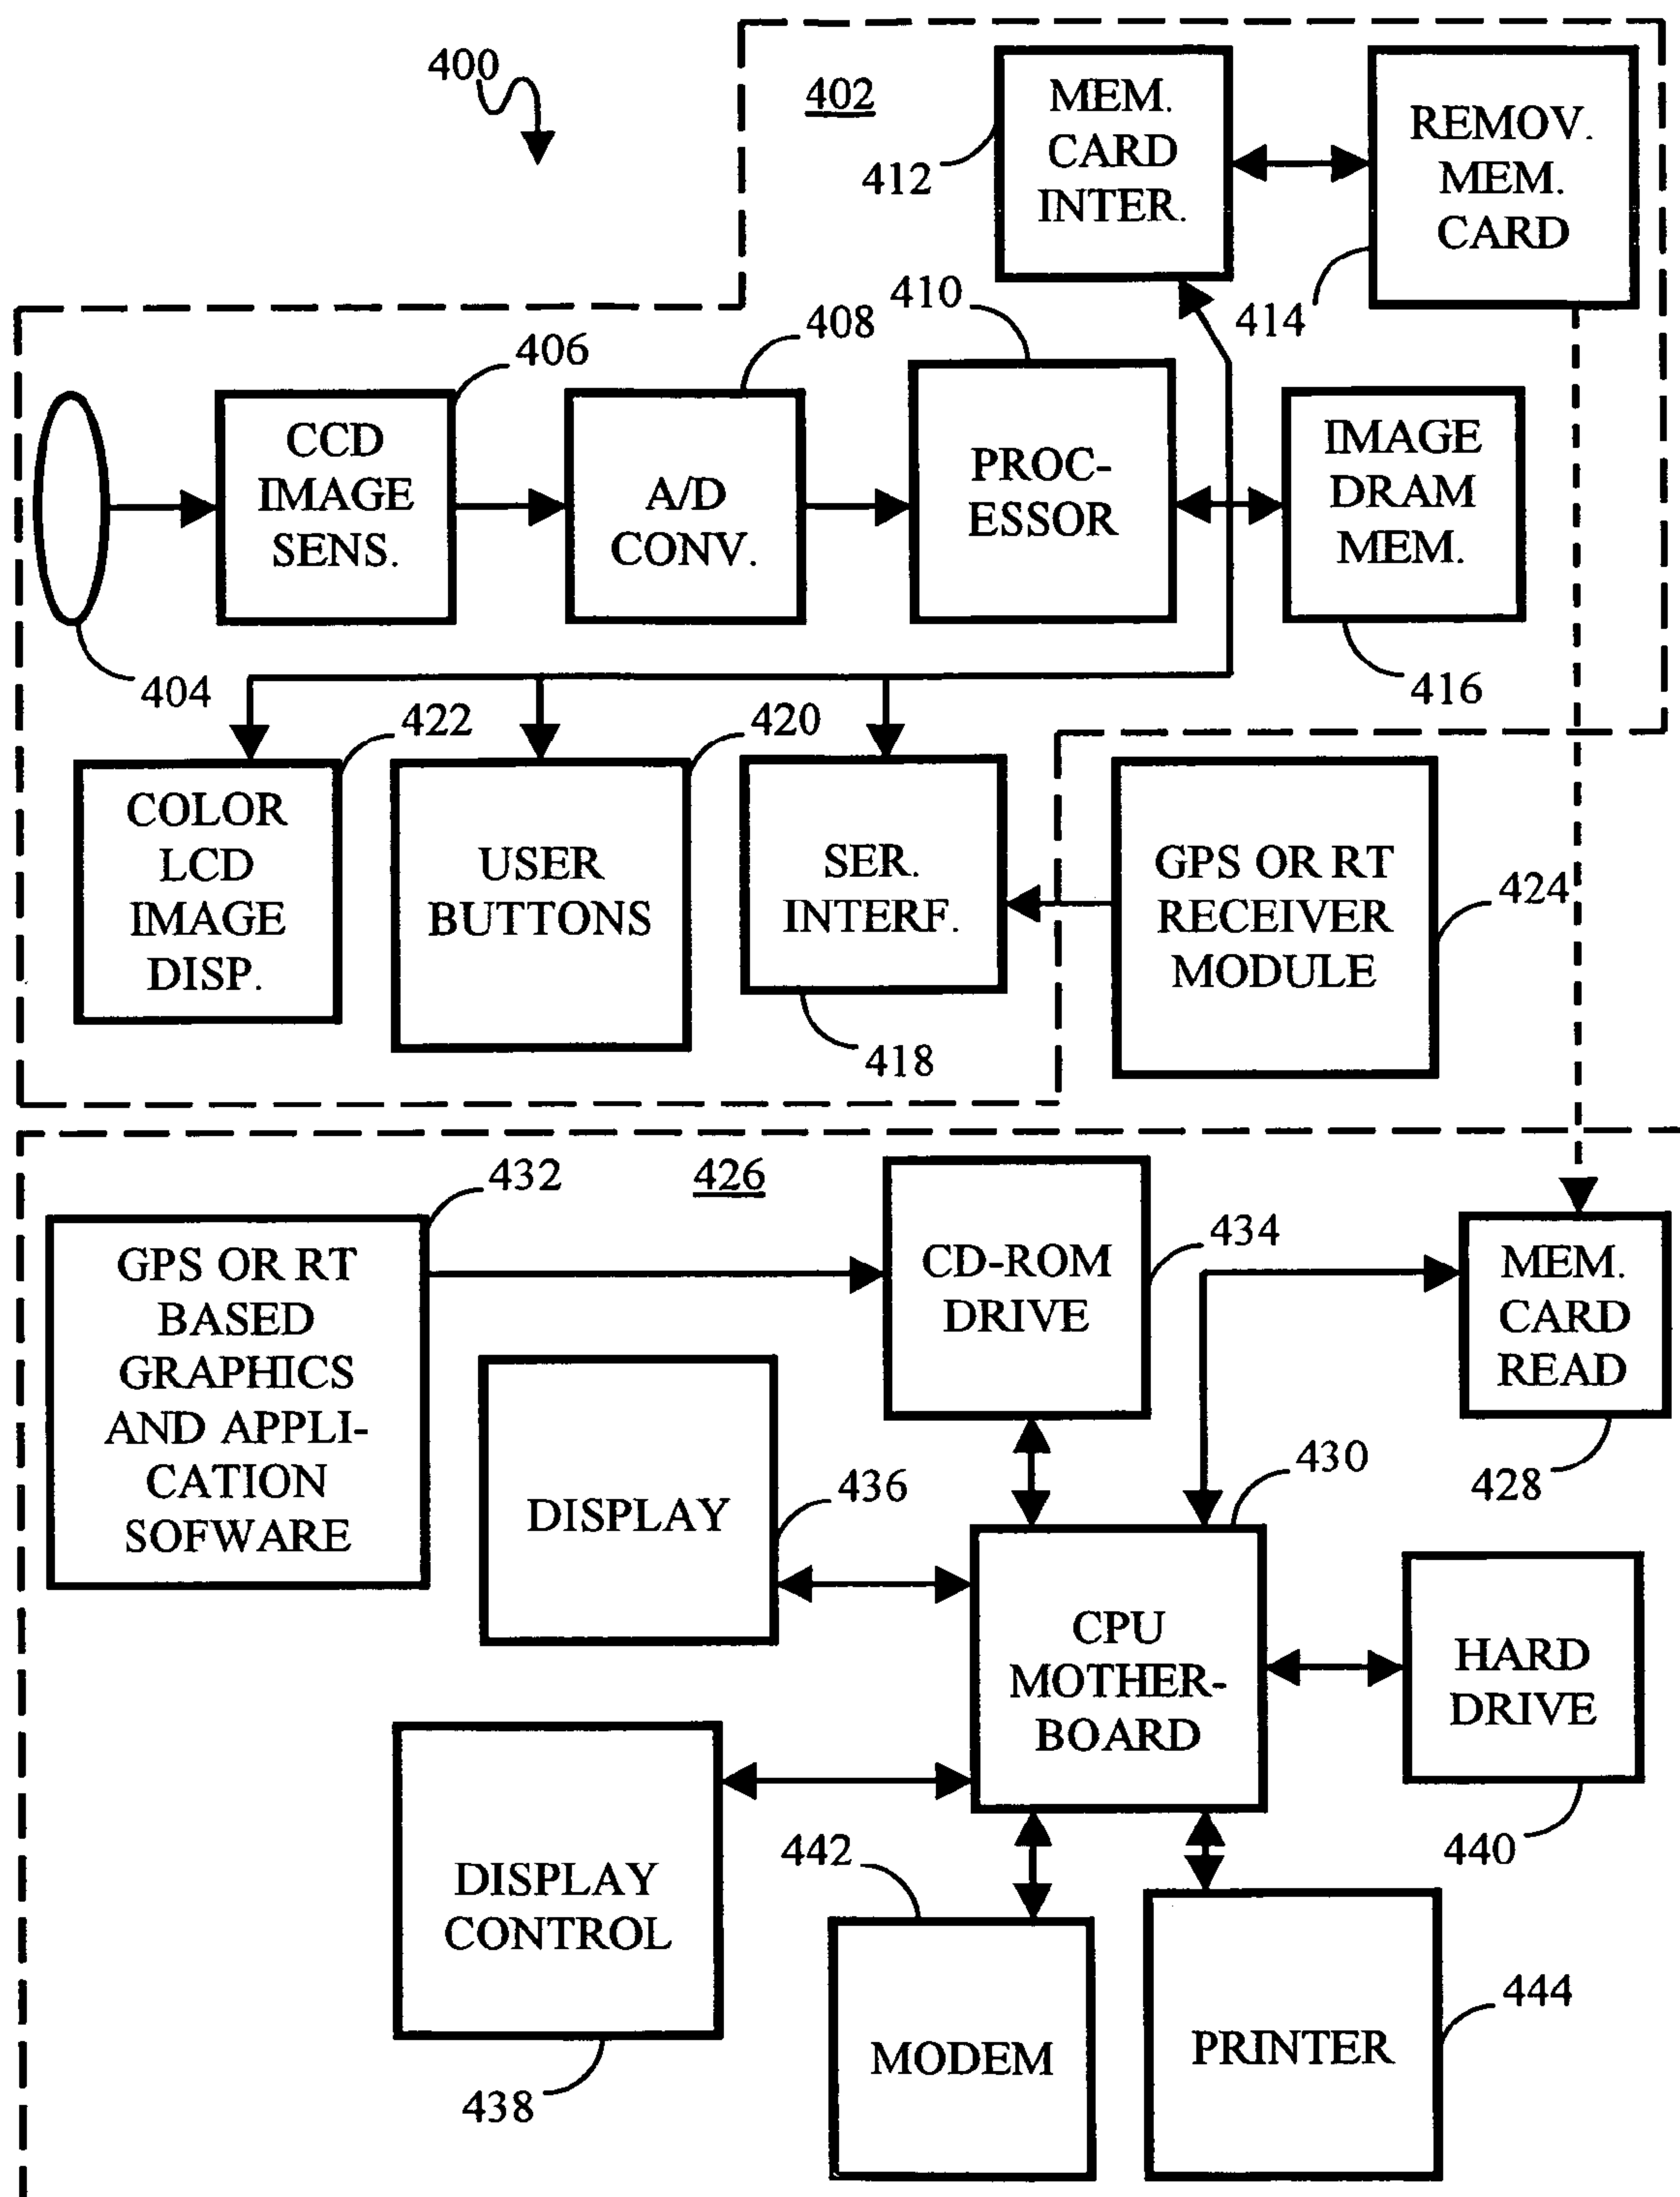 400
402
MEM.
CARD
INTER.
412
REMOV.
MEM.
CARD
414
410
408
406
CCD
IMAGE
SENS.
A/D
CONV.
PROC-
ESSOR
IMAGE
DRAM
MEM.
404
416
422
420
COLOR
LCD
IMAGE
DISP.
USER
BUTTONS
SER.
INTERF.
418
GPS OR RT
RECEIVER
MODULE
424
426
432
GPS OR RT
BASED
GRAPHICS
AND APPLI-
CATION
SOFWARE
CD-ROM
DRIVE
434
MEM.
CARD
READ
428
DISPLAY
436
430
CPU
MOTHER-
BOARD
HARD
DRIVE
440
DISPLAY
CONTROL
438
442
MODEM
PRINTER
444